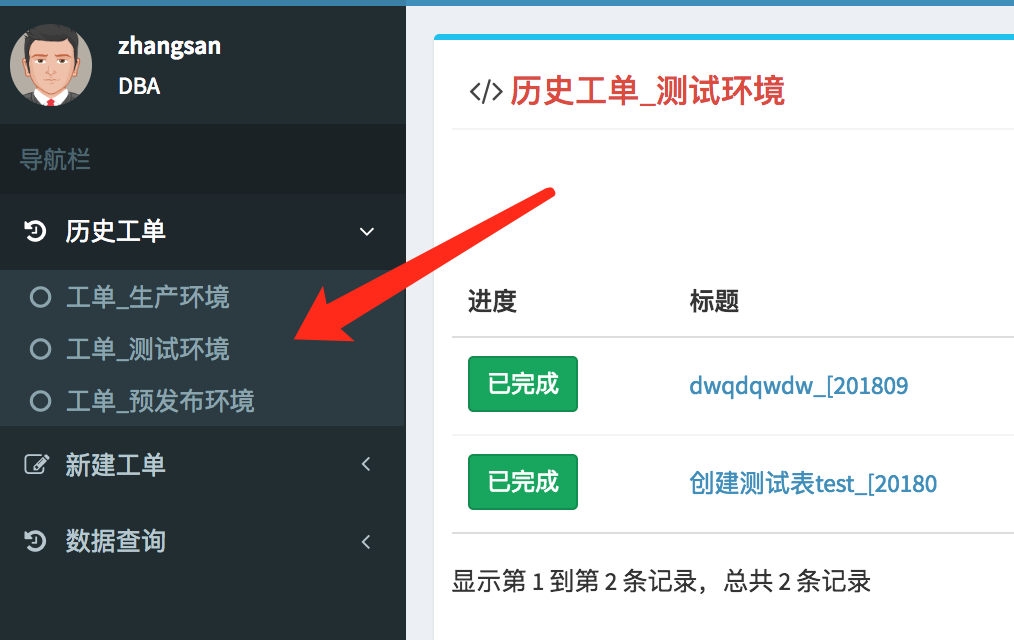 zhangsan
DBA
导航栏
历史工单
工单_生产环境
工单_测试环境
工单_预发布环境
新建工单
数据查询
</> 历史工单_测试环境
进度 标题
已完成 dwqdqwdw_[201809
已完成 创建测试表test_[20180
显示第 1 到第 2 条记录，总共 2 条记录